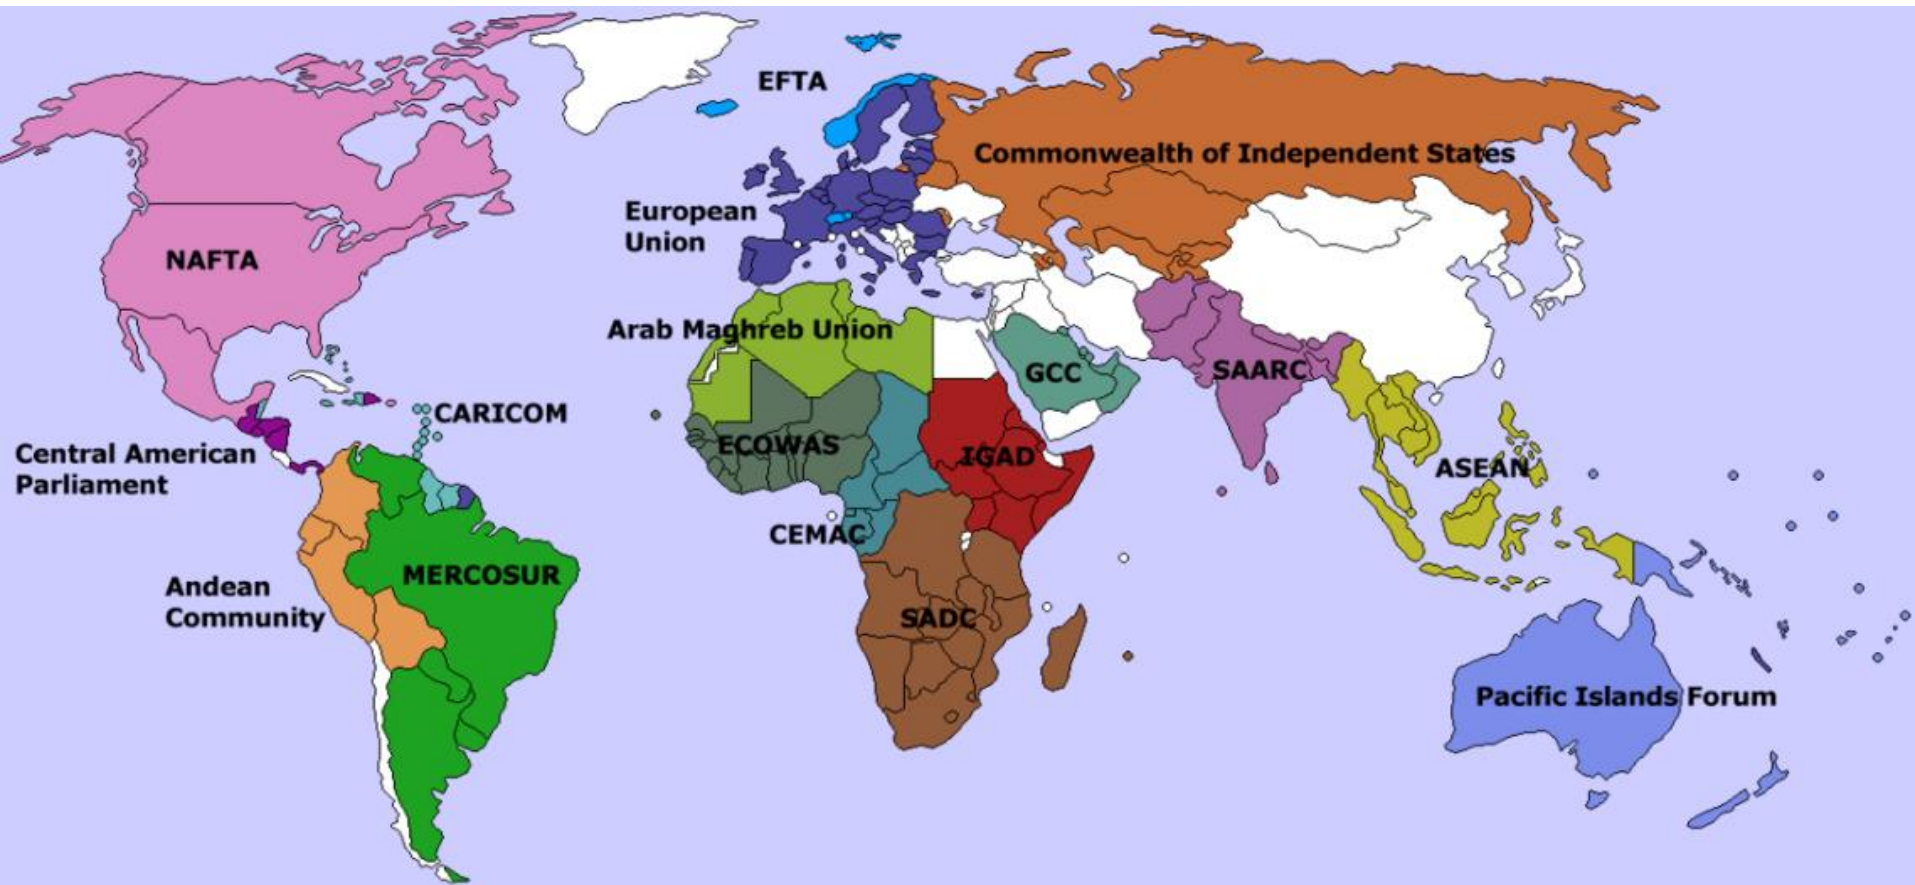 EFTA
Commonwealth of Independent States
European
Union
NAFTA
Arab Maghreb Union
GCC
SAARC
CARICOM
Central American
Parliament
ECOWAS
IGAD
ASEAN
CEMAC
MERCOSUR
Andean
Community
SADC
Pacific Islands Forum